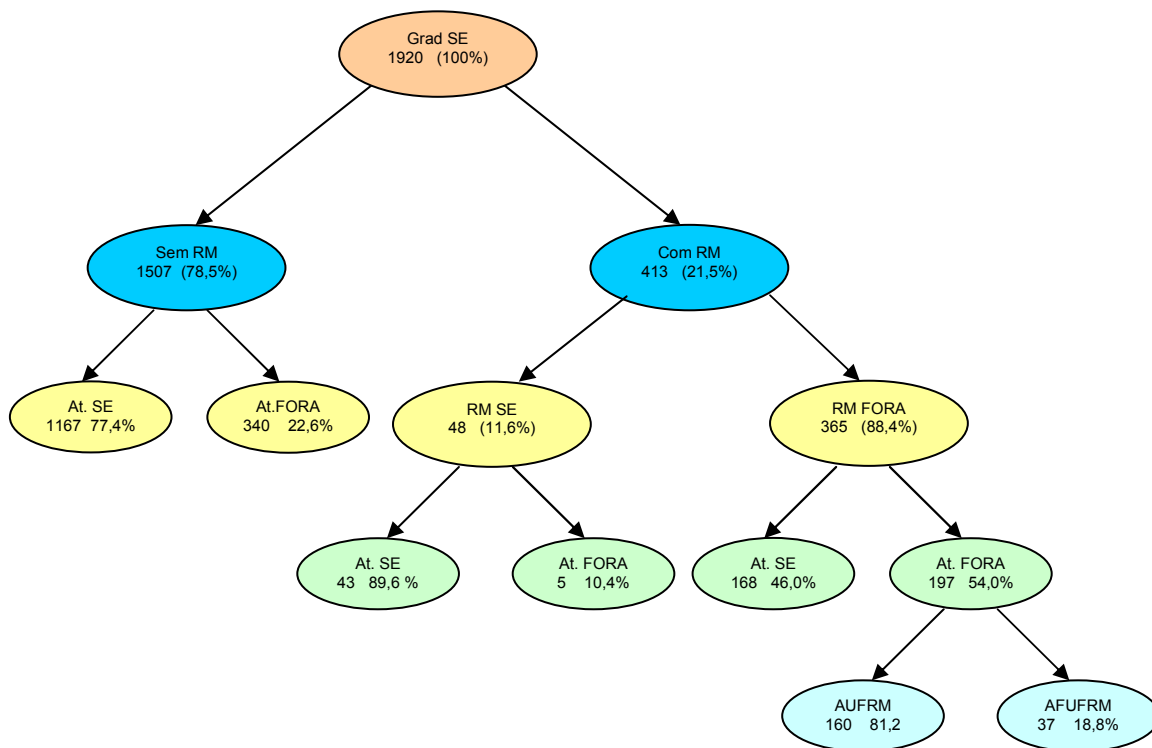 Grad SE
1920 (100%)
Sem RM
1507 (78,5%)
Com RM
413 (21,5%)
At. SE
1167 77,4%
At.FORA
340 22,6%
RM SE
48 (11,6%)
RM FORA
365 (88,4%)
At. SE
43 89,6 %
At. FORA
5 10,4%
At. SE
168 46,0%
At. FORA
197 54,0%
AUFRM
160 81,2
AFUFRM
37 18,8%